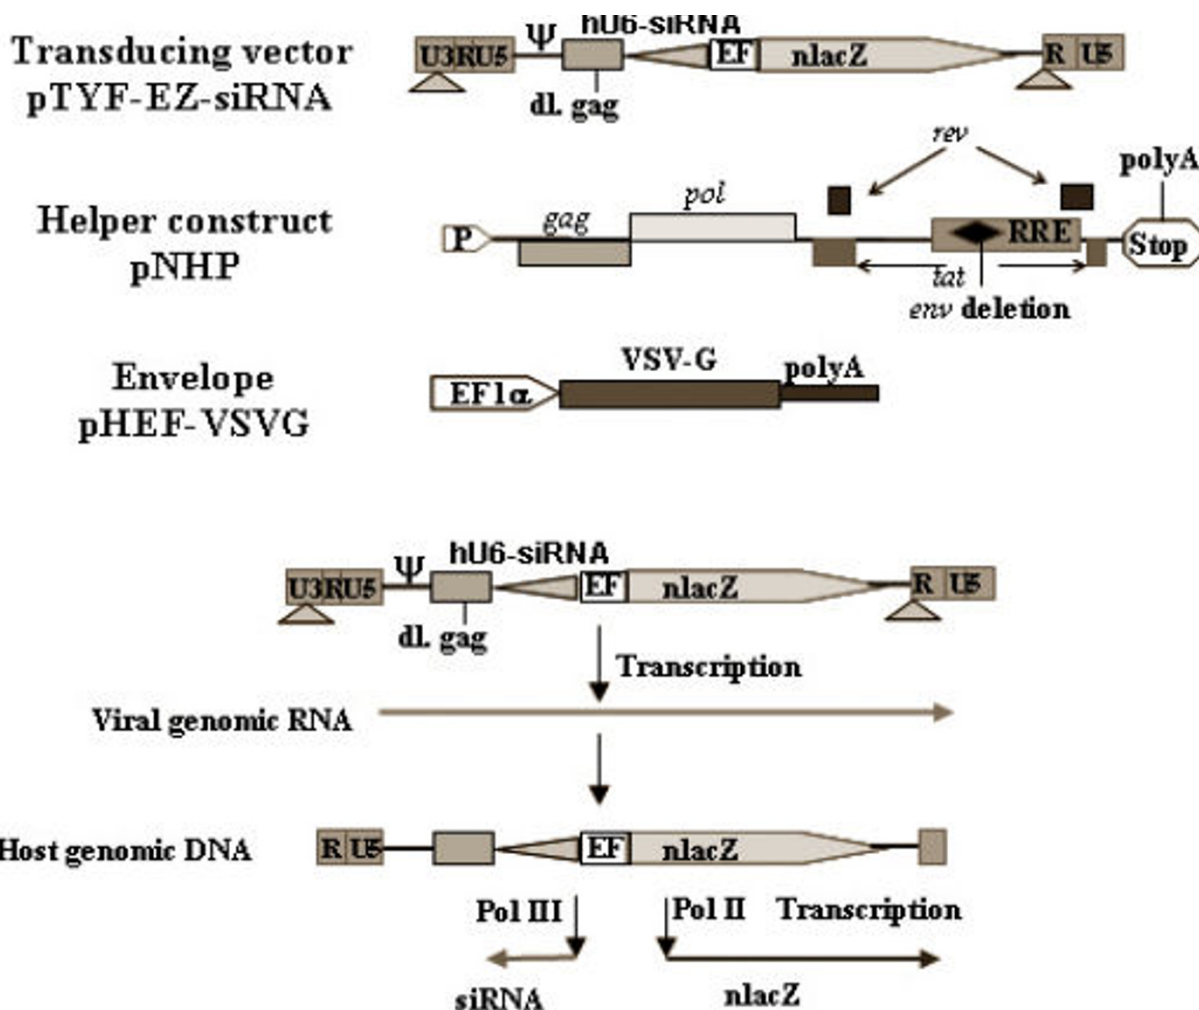 hU6-siRNA
Transducing vector
pTYF-EZ-siRNA
U3RU5 Ψ EF nlacZ R U5
dl. gag
rev
polyA
Helper construct
pNHP
P gag pol RRE Stop
tat
env deletion
Envelope
pHEF-VSVG
VSV-G
EF1α polyA
hU6-siRNA
U3RU5 Ψ EF nlacZ R U5
dl. gag
Transcription
Viral genomic RNA
Host genomic DNA
R U5 EF nlacZ
Pol III Pol II Transcription
siRNA nlacZ